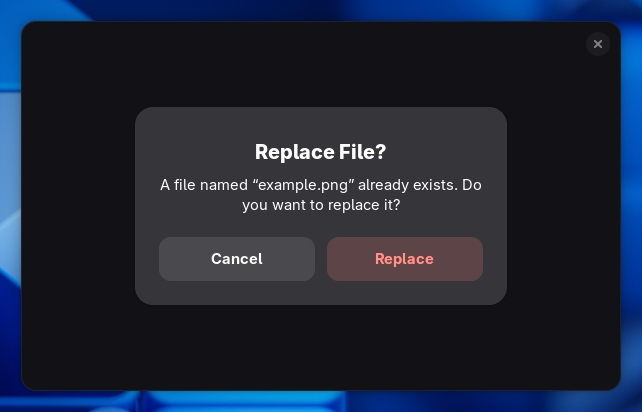 Replace File?
A file named “example.png” already exists. Do
you want to replace it?
Cancel
Replace